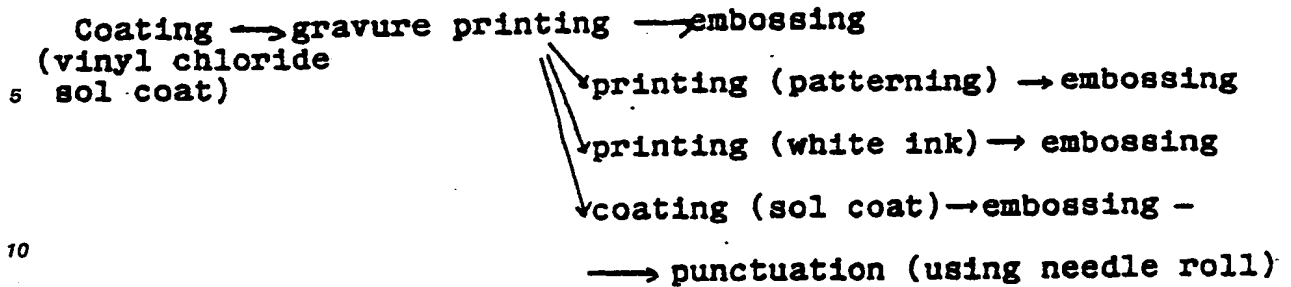 Coating ⟶ gravure printing ⟶ embossing
(vinyl chloride
5 sol coat)
printing (patterning) → embossing
printing (white ink) → embossing
coating (sol coat) → embossing –
10
⟶ punctuation (using needle roll)